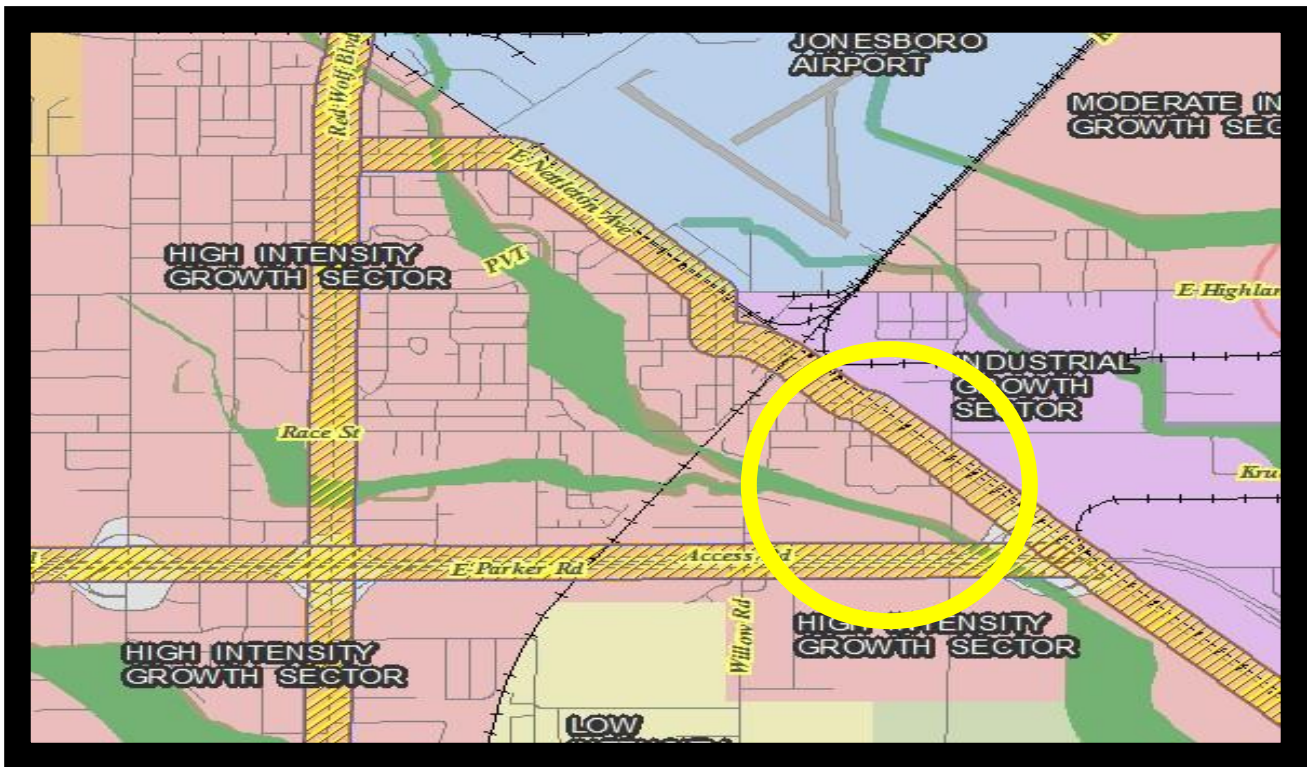 JONESBORO
AIRPORT
MODERATE IN
GROWTH SEC
Red Wolf Blvd
E Nettleton Ave
HIGH INTENSITY
GROWTH SECTOR
PVT
E Highlan
INDUSTRIAL
GROWTH
SECTOR
Race St
Kru
Access Rd
E Parker Rd
Willow Rd
HIGH INTENSITY
GROWTH SECTOR
HIGH INTENSITY
GROWTH SECTOR
LOW